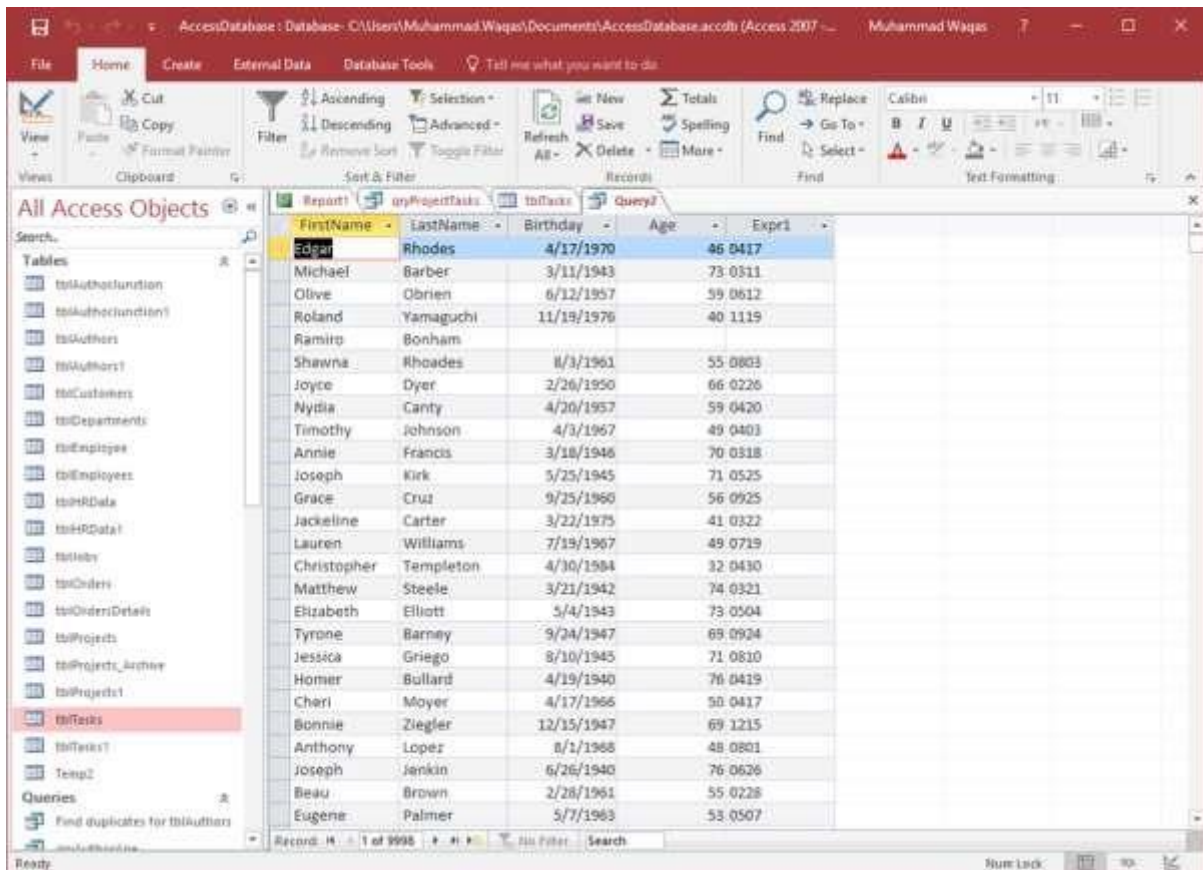 AccessDatabase : Database- C:\Users\Muhammad Waqas\Documents\AccessDatabase.accdb (Access 2007 -... Muhammad Waqas ?
File Home Create External Data Database Tools Tell me what you want to do
View Paste Cut Copy Format Painter
Filter Ascending Descending Remove Sort Selection Advanced Toggle Filter
Refresh All New Save Delete Totals Spelling More
Find Replace Go To Select
Calibri 11
B I U A
Views Clipboard Sort & Filter Records Find Text Formatting
All Access Objects
Search..
Tables
tblAuthorJunction
tblAuthorJunction1
tblAuthors
tblAuthors1
tblCustomers
tblDepartments
tblEmployee
tblEmployees
tblHRData
tblHRData1
tblJobs
tblOrders
tblOrdersDetails
tblProjects
tblProjects_Archive
tblProjects1
tblTasks
tblTasks1
Temp2
Queries
Find duplicates for tblAuthors
qryAuthorAge
Report1 qryProjectTasks tblTasks Query2
FirstName LastName Birthday Age Expr1
Edgar Rhodes 4/17/1970 46 0417
Michael Barber 3/11/1943 73 0311
Olive Obrien 6/12/1957 59 0612
Roland Yamaguchi 11/19/1976 40 1119
Ramiro Bonham
Shawna Rhoades 8/3/1961 55 0803
Joyce Dyer 2/26/1950 66 0226
Nydia Canty 4/20/1957 59 0420
Timothy Johnson 4/3/1967 49 0403
Annie Francis 3/18/1946 70 0318
Joseph Kirk 5/25/1945 71 0525
Grace Cruz 9/25/1960 56 0925
Jackeline Carter 3/22/1975 41 0322
Lauren Williams 7/19/1967 49 0719
Christopher Templeton 4/30/1984 32 0430
Matthew Steele 3/21/1942 74 0321
Elizabeth Elliott 5/4/1943 73 0504
Tyrone Barney 9/24/1947 69 0924
Jessica Griego 8/10/1945 71 0810
Homer Bullard 4/19/1940 76 0419
Cheri Moyer 4/17/1966 50 0417
Bonnie Ziegler 12/15/1947 69 1215
Anthony Lopez 8/1/1968 48 0801
Joseph Jenkin 6/26/1940 76 0626
Beau Brown 2/28/1961 55 0228
Eugene Palmer 5/7/1963 53 0507
Record: 1 of 9998 No Filter Search
Ready Num Lock SQL